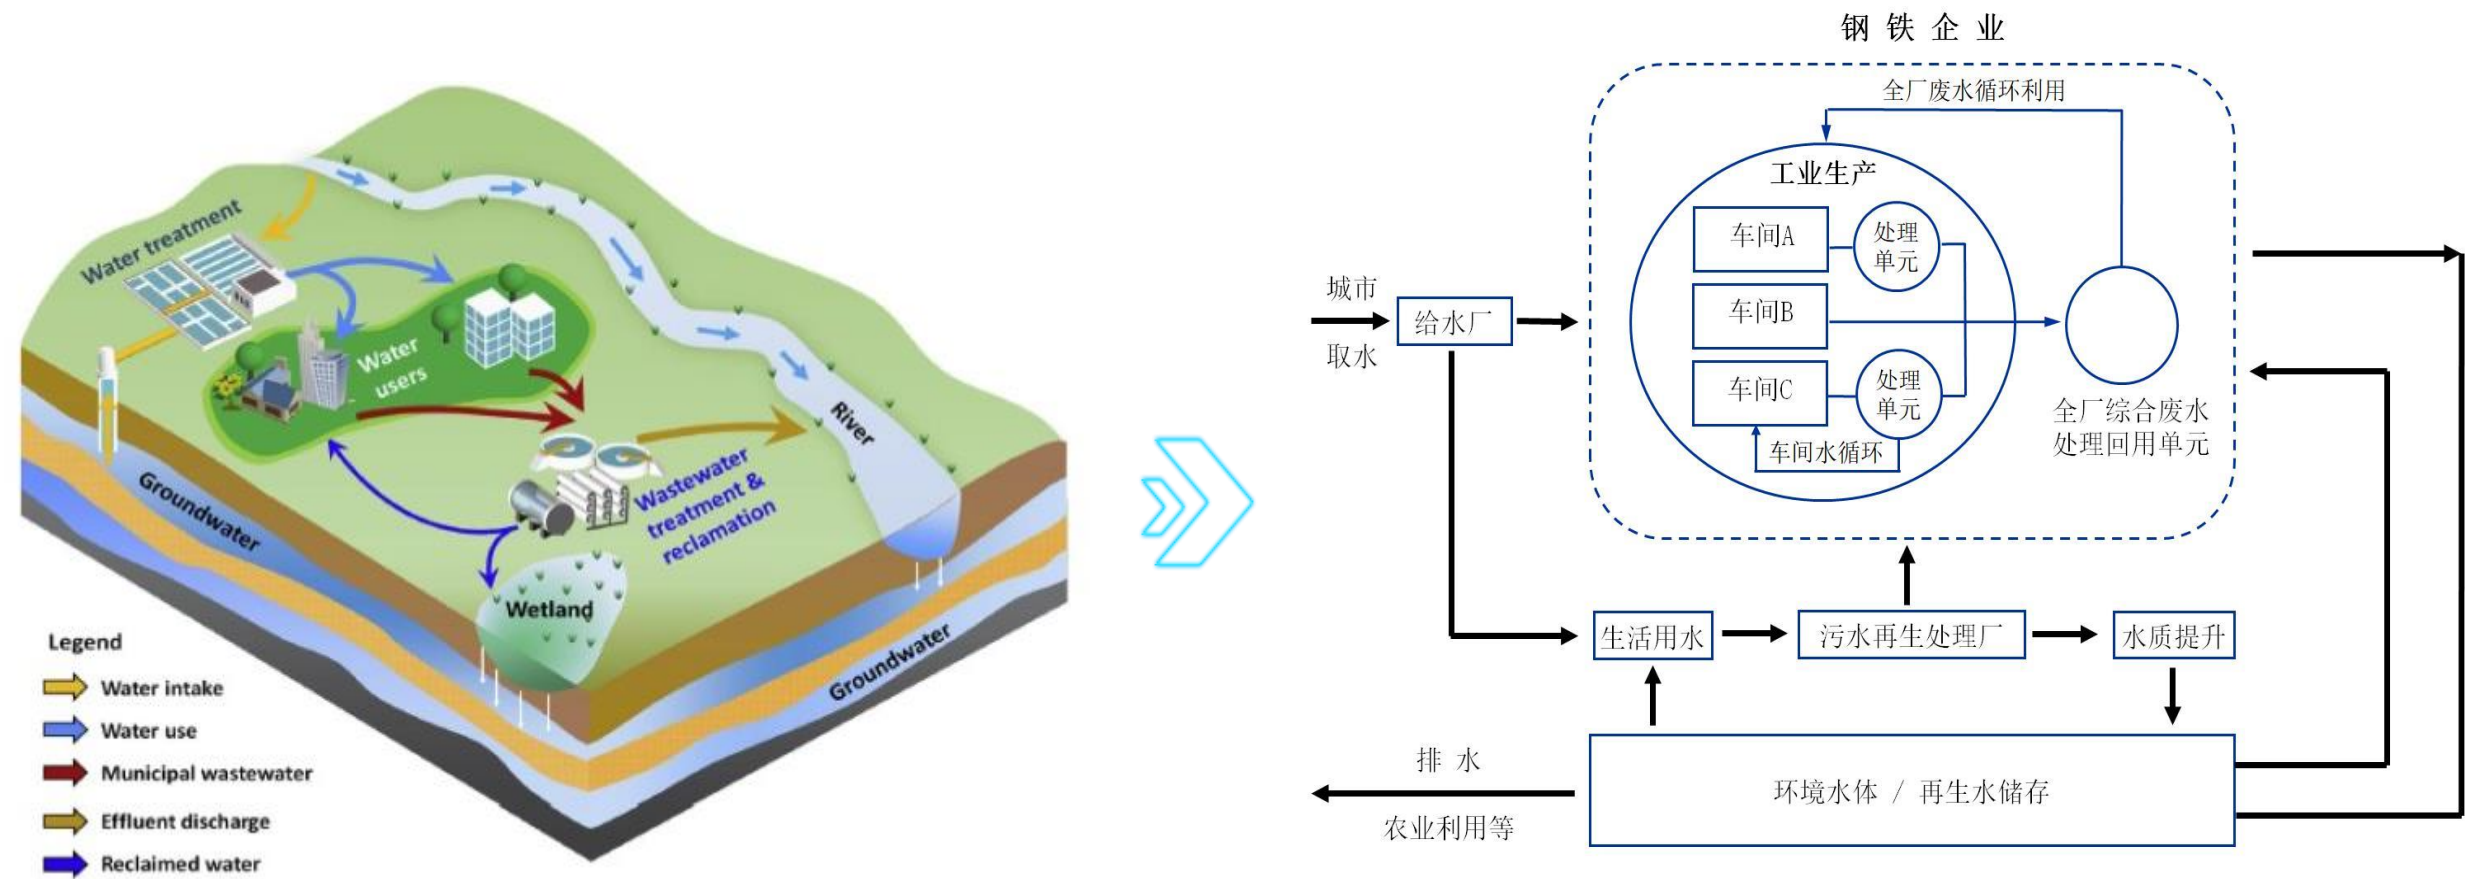 Water treatment
Water
users
River
Wastewater
treatment &
reclamation
Groundwater
Wetland
Groundwater
Legend
Water intake
Water use
Municipal wastewater
Effluent discharge
Reclaimed water
钢铁企业
全厂废水循环利用
工业生产
车间A
处理
单元
车间B
车间C
处理
单元
车间水循环
全厂综合废水
处理回用单元
城市
取水
给水厂
生活用水
污水再生处理厂
水质提升
排水
农业利用等
环境水体 / 再生水储存